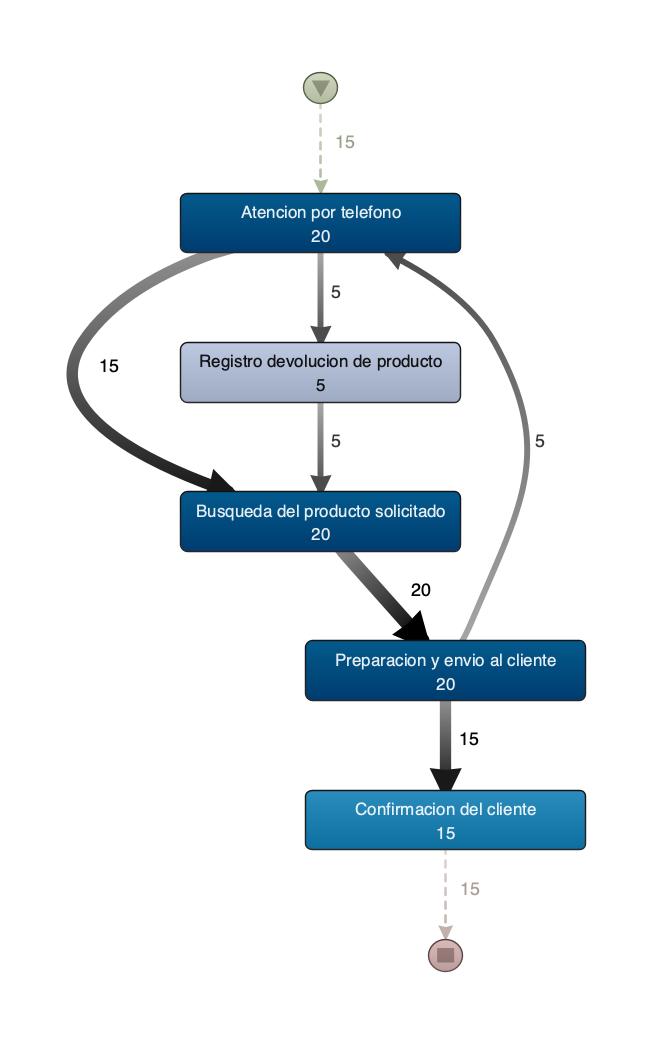 15
Atencion por telefono
20
5
15
Registro devolucion de producto
5
5
5
Busqueda del producto solicitado
20
20
Preparacion y envio al cliente
20
15
Confirmacion del cliente
15
15